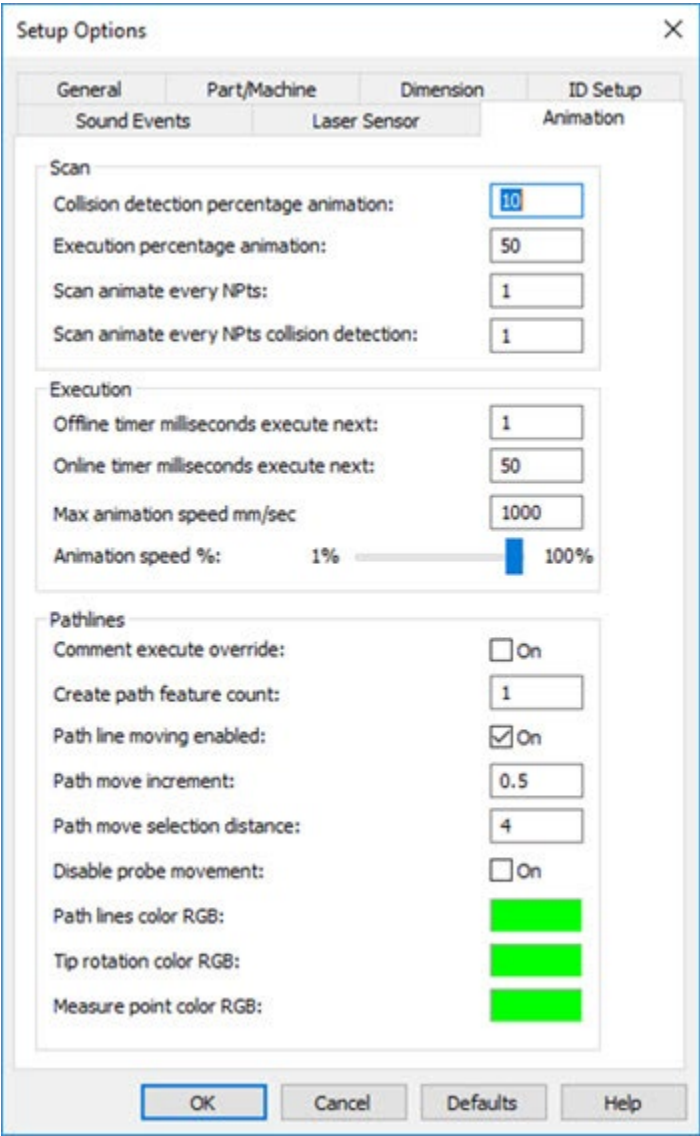 Setup Options
General Part/Machine Dimension ID Setup
Sound Events Laser Sensor Animation
Scan
Collision detection percentage animation: 10
Execution percentage animation: 50
Scan animate every NPts: 1
Scan animate every NPts collision detection: 1
Execution
Offline timer milliseconds execute next: 1
Online timer milliseconds execute next: 50
Max animation speed mm/sec 1000
Animation speed %: 1% 100%
Pathlines
Comment execute override: On
Create path feature count: 1
Path line moving enabled: On
Path move increment: 0.5
Path move selection distance: 4
Disable probe movement: On
Path lines color RGB:
Tip rotation color RGB:
Measure point color RGB:
OK Cancel Defaults Help